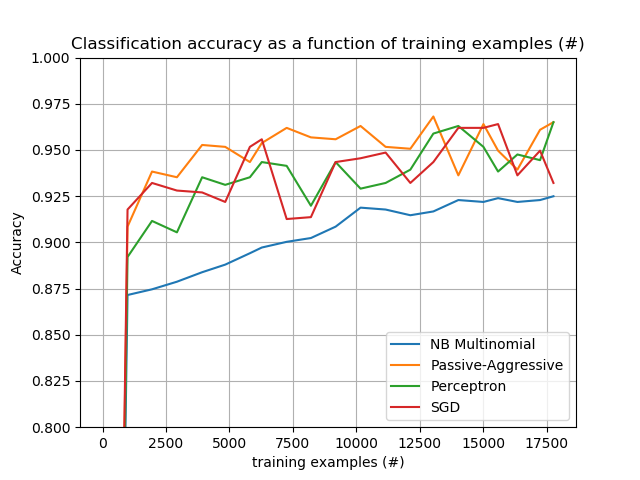 Classification accuracy as a function of training examples (#)
1.000
0.975
0.950
0.925
0.900
0.875
0.850
0.825
0.800
Accuracy
NB Multinomial
Passive-Aggressive
Perceptron
SGD
0 2500 5000 7500 10000 12500 15000 17500
training examples (#)